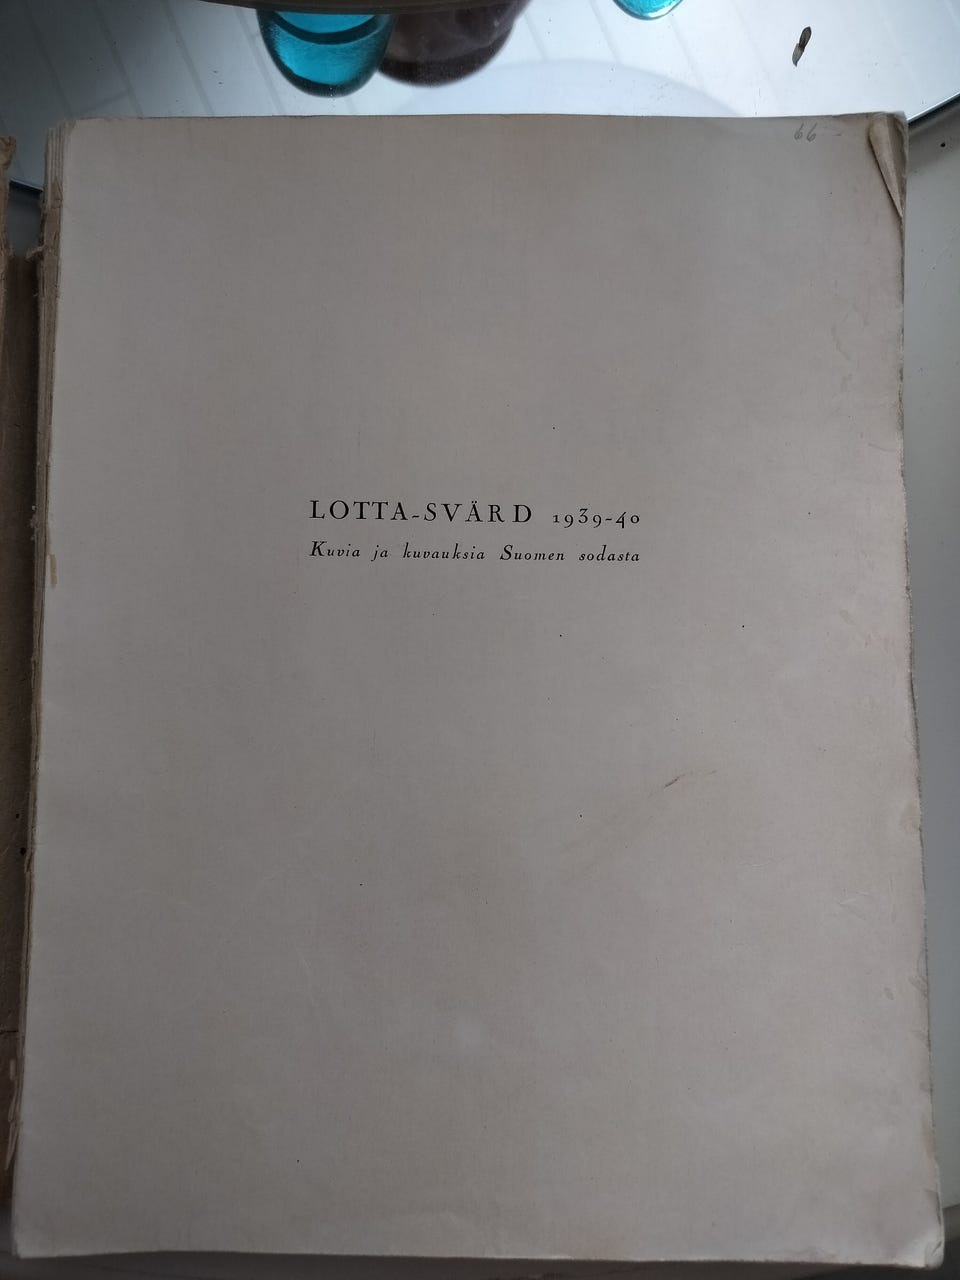 66 -
LOTTA-SVÄRD 1939-40
Kuvia ja kuvauksia Suomen sodasta